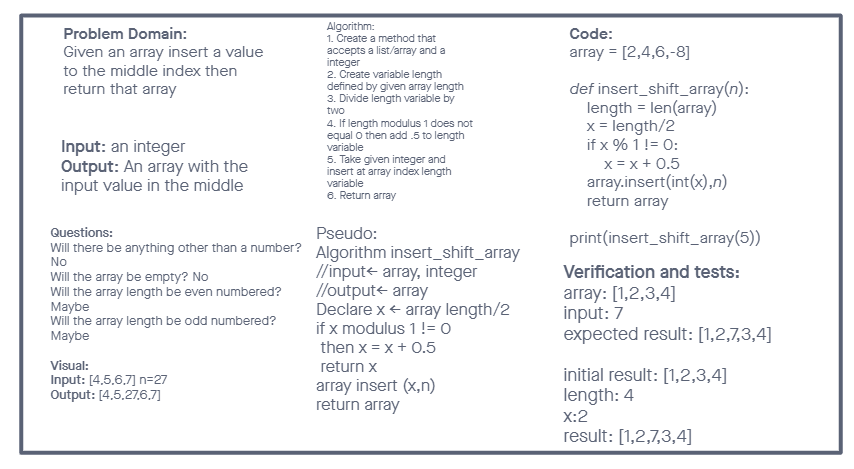 Problem Domain:
Given an array insert a value
to the middle index then
return that array
Input: an integer
Output: An array with the
input value in the middle
Questions:
Will there be anything other than a number?
No
Will the array be empty? No
Will the array length be even numbered?
Maybe
Will the array length be odd numbered?
Maybe
Visual:
Input: [4,5,6,7] n=27
Output: [4,5,27,6,7]
Algorithm:
1. Create a method that
accepts a list/array and a
integer
2. Create variable length
defined by given array length
3. Divide length variable by
two
4. If length modulus 1 does not
equal 0 then add .5 to length
variable
5. Take given integer and
insert at array index length
variable
6. Return array
Pseudo:
Algorithm insert_shift_array
//input← array, integer
//output← array
Declare x ← array length/2
if x modulus 1 != 0
then x = x + 0.5
return x
array insert (x,n)
return array
Code:
array = [2,4,6,-8]
def insert_shift_array(n):
length = len(array)
x = length/2
if x % 1 != 0:
x = x + 0.5
array.insert(int(x),n)
return array
print(insert_shift_array(5))
Verification and tests:
array: [1,2,3,4]
input: 7
expected result: [1,2,7,3,4]
initial result: [1,2,3,4]
length: 4
x:2
result: [1,2,7,3,4]